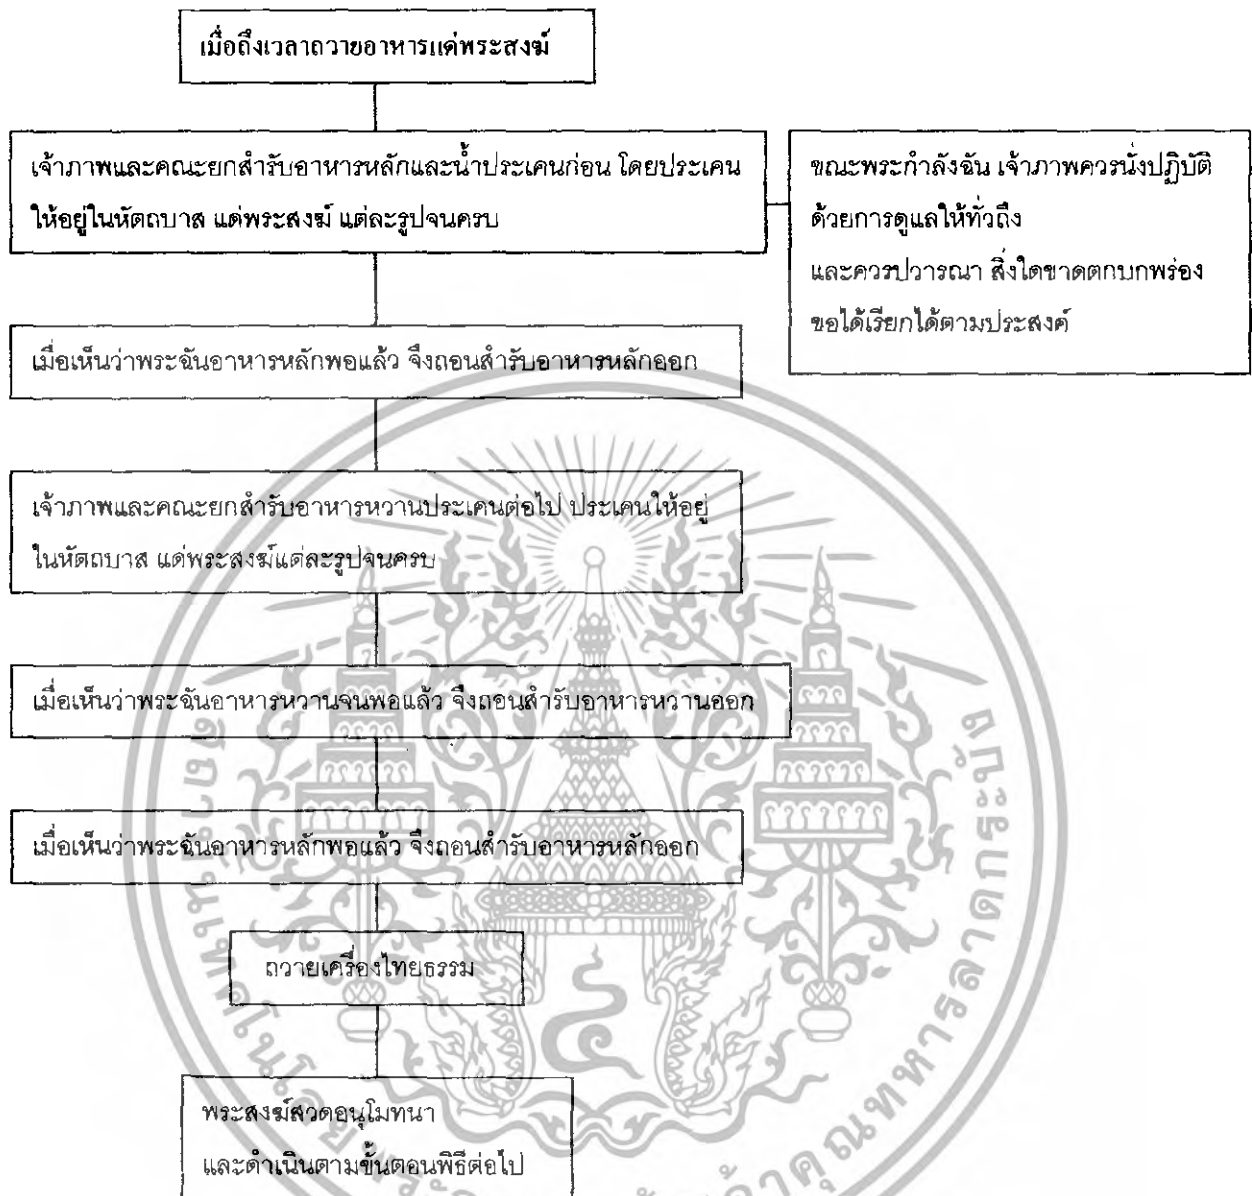 เมื่อถึงเวลาถวายอาหารแด่พระสงฆ์
เจ้าภาพและคณะยกสำรับอาหารหลักและน้ำประเคนก่อน โดยประเคน
ให้อยู่ในหัตถบาส แด่พระสงฆ์ แต่ละรูปจนครบ
ขณะพระกำลังฉัน เจ้าภาพควรนั่งปฏิบัติ
ด้วยการดูแลให้ทั่วถึง
และควรปวารณา สิ่งใดขาดตกบกพร่อง
ขอได้เรียกได้ตามประสงค์
เมื่อเห็นว่าพระฉันอาหารหลักพอแล้ว จึงถอนสำรับอาหารหลักออก
เจ้าภาพและคณะยกสำรับอาหารหวานประเคนต่อไป ประเคนให้อยู่
ในหัตถบาส แด่พระสงฆ์แต่ละรูปจนครบ
เมื่อเห็นว่าพระฉันอาหารหวานจนพอแล้ว จึงถอนสำรับอาหารหวานออก
เมื่อเห็นว่าพระฉันอาหารหลักพอแล้ว จึงถอนสำรับอาหารหลักออก
ถวายเครื่องไทยธรรม
พระสงฆ์สวดอนุโมทนา
และดำเนินตามขั้นตอนพิธีต่อไป